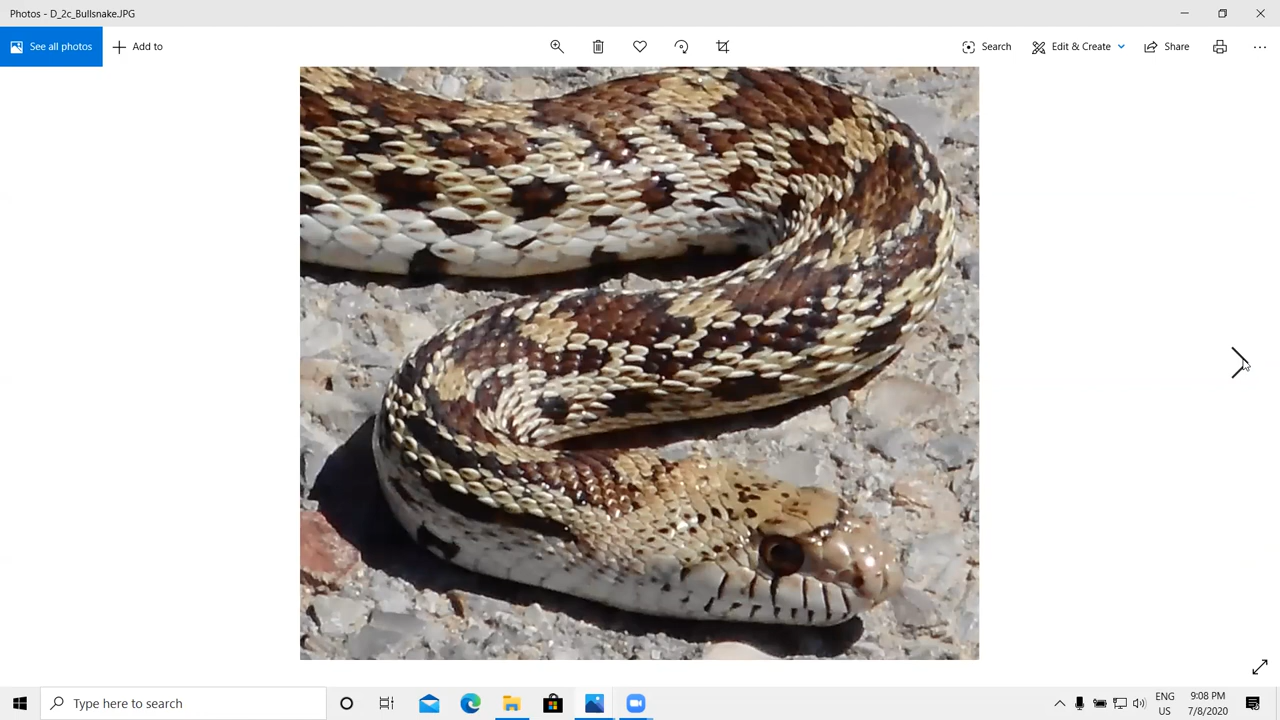 Photos - D_2c_Bullsnake.JPG
See all photos
Add to
Search
Edit & Create
Share
Type here to search
ENG
US
9:08 PM
7/8/2020